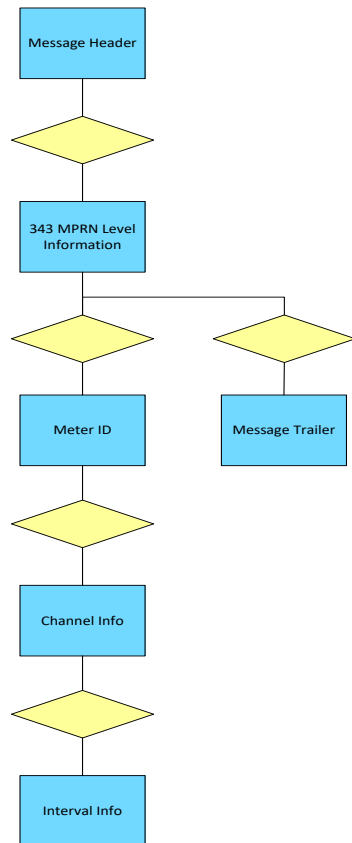 Message Header
343 MPRN Level
Information
Meter ID
Message Trailer
Channel Info
Interval Info